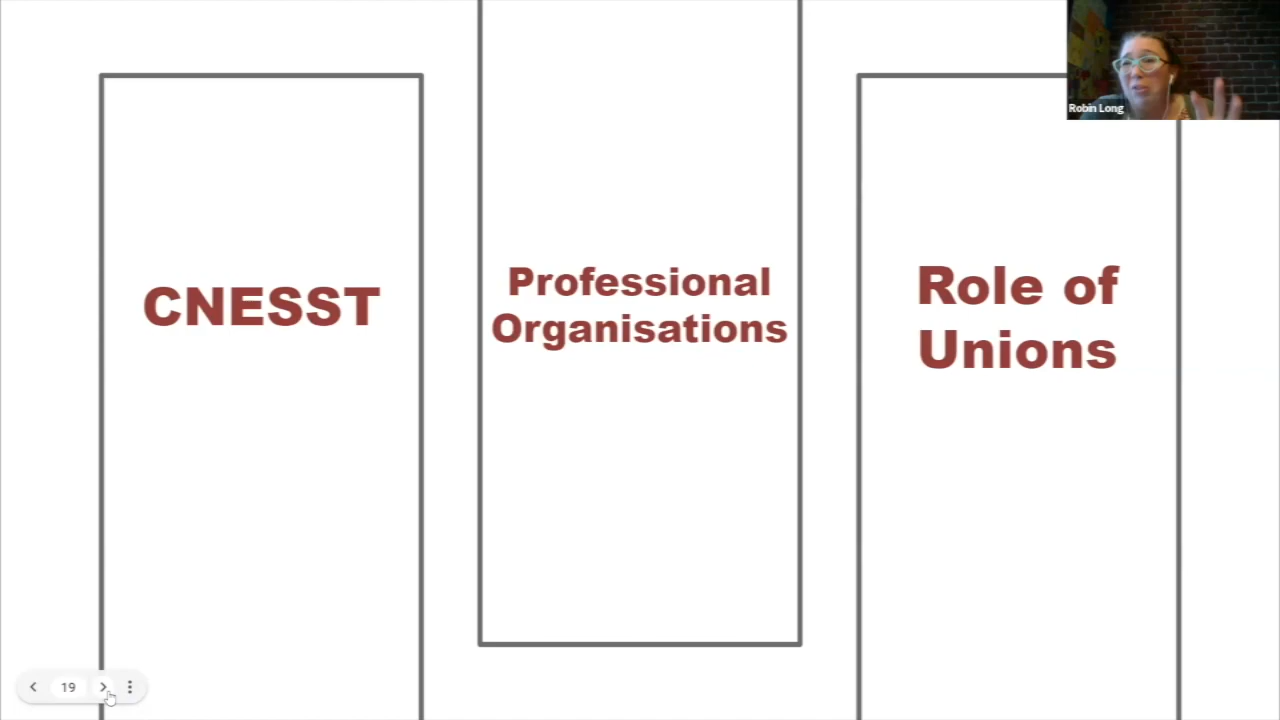 CNESST
Professional
Organisations
Role of
Unions
Robin Long
19